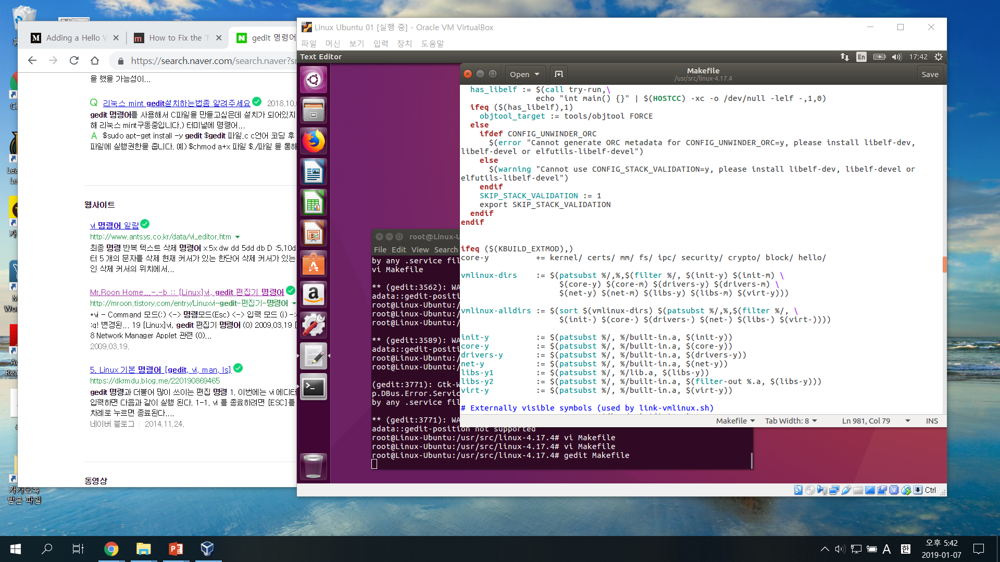 Adding a Hello W
How to Fix the 'N
gedit 명령어
https://search.naver.com/search.naver?s
을 했을 가능성이...
Q 리눅스 mint gedit설치하는법좀 알려주세요 2018.10.
gedit 명령어를 사용해서 C파일을 만들고싶은데 설치가 되어있지
해 리눅스 mint구동중입니다.) 터미널에 명령어...
A $sudo apt-get install -y gedit $gedit 파일.c c언어 코딩 후
파일에 실행권한을 줍니다. 예) $chmod a+x 파일 $./파일 을 통해
웹사이트
vi 명령어 일람
http://www.antsys.co.kr/data/vi_editor.htm
최종 명령 반복 텍스트 삭제 명령어 x 5x dw dd 5dd db D :5,10d
터 5 개의 문자를 삭제 현재 커서가 있는 한단어 삭제 커서가 있는
인 삭제 커서의 위치에서...
Mr.Roon Home...-.-b :: [Linux]vi, gedit 편집기 명령어
http://mroon.tistory.com/entry/Linuxvi-gedit-편집기-명령어
*vi - Command 모드(:) <-> 명령모드(Esc) <-> 입력 모드 (i) -:
:q! 변경된... 19 [Linux]vi, gedit 편집기 명령어 (0) 2009.03.19 [
8 Network Manager Applet 관련 (0)...
2009.03.19.
5. Linux 기본 명령어 [gedit, vi, man, ls]
https://dkrmdu.blog.me/220190869465
gedit 명령과 더불어 많이 쓰이는 편집 명령 1. 이번에는 vi 에디터
입력하면 다음과 같이 실행 된다. 1-1. vi 를 종료하려면 [ESC]를
차례로 누르면 종료된다....
네이버 블로그 | 2014.11.24.
동영상
카카오톡
받은 파일
Linux Ubuntu 01 [실행 중] - Oracle VM VirtualBox
파일 머신 보기 입력 장치 도움말
Text Editor
En
17:42
Open
Makefile
/usr/src/linux-4.17.4
Save
has_libelf := $(call try-run,\
echo "int main() {}" | $(HOSTCC) -xc -o /dev/null -lelf -,1,0)
ifeq ($(has_libelf),1)
objtool_target := tools/objtool FORCE
else
ifdef CONFIG_UNWINDER_ORC
$(error "Cannot generate ORC metadata for CONFIG_UNWINDER_ORC=y, please install libelf-dev,
libelf-devel or elfutils-libelf-devel")
else
$(warning "Cannot use CONFIG_STACK_VALIDATION=y, please install libelf-dev, libelf-devel or
elfutils-libelf-devel")
endif
SKIP_STACK_VALIDATION := 1
export SKIP_STACK_VALIDATION
endif
endif
ifeq ($(KBUILD_EXTMOD),)
core-y += kernel/ certs/ mm/ fs/ ipc/ security/ crypto/ block/ hello/
vmlinux-dirs := $(patsubst %/,%,$(filter %/, $(init-y) $(init-m) \
$(core-y) $(core-m) $(drivers-y) $(drivers-m) \
$(net-y) $(net-m) $(libs-y) $(libs-m) $(virt-y)))
vmlinux-alldirs := $(sort $(vmlinux-dirs) $(patsubst %/,%,$(filter %/, \
$(init-) $(core-) $(drivers-) $(net-) $(libs-) $(virt-))))
init-y := $(patsubst %/, %/built-in.a, $(init-y))
core-y := $(patsubst %/, %/built-in.a, $(core-y))
drivers-y := $(patsubst %/, %/built-in.a, $(drivers-y))
net-y := $(patsubst %/, %/built-in.a, $(net-y))
libs-y1 := $(patsubst %/, %/lib.a, $(libs-y))
libs-y2 := $(patsubst %/, %/built-in.a, $(filter-out %.a, $(libs-y)))
virt-y := $(patsubst %/, %/built-in.a, $(virt-y))
# Externally visible symbols (used by link-vmlinux.sh)
Makefile Tab Width: 8 Ln 981, Col 79 INS
root@Linux-U
File Edit View Search
by any .service fil
vi Makefile
** (gedit:3562): WA
adata::gedit-positi
root@Linux-Ubuntu:/
root@Linux-Ubuntu:/
root@Linux-Ubuntu:/
** (gedit:3589): WA
adata::gedit-positi
root@Linux-Ubuntu:/
root@Linux-Ubuntu:/
(gedit:3771): Gtk-W
p.DBus.Error.Servic
by any .service fil
** (gedit:3771): WA
adata::gedit-position not supported
root@Linux-Ubuntu:/usr/src/linux-4.17.4# vi Makefile
root@Linux-Ubuntu:/usr/src/linux-4.17.4# vi Makefile
root@Linux-Ubuntu:/usr/src/linux-4.17.4# gedit Makefile
Ctrl
A
한
오후 5:42
2019-01-07